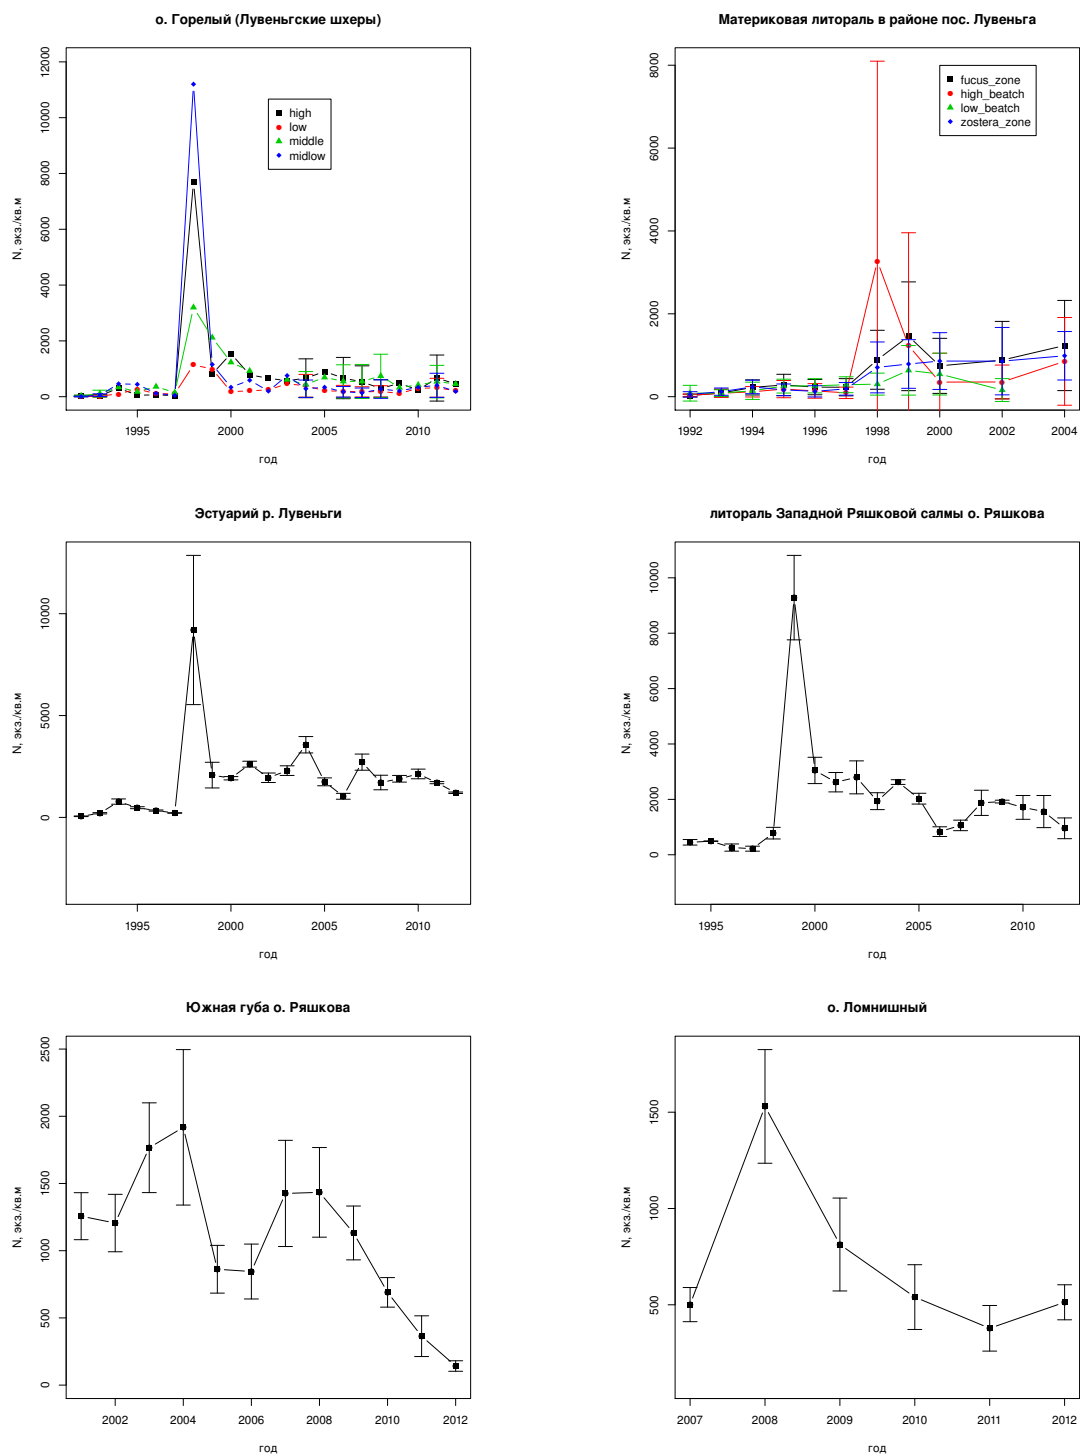 о. Горелый (Лувеньгские шхеры)
N, экз./кв.м
0
2000
4000
6000
8000
10000
12000
high
low
middle
midlow
1995
2000
2005
2010
год
Материковая литораль в районе пос. Лувеньга
N, экз./кв.м
0
2000
4000
6000
8000
fucus_zone
high_beatch
low_beatch
zostera_zone
1992
1994
1996
1998
2000
2002
2004
год
Эстуарий р. Лувеньги
N, экз./кв.м
0
5000
10000
1995
2000
2005
2010
год
литораль Западной Ряшковой салмы о. Ряшкова
N, экз./кв.м
0
2000
4000
6000
8000
10000
1995
2000
2005
2010
год
Южная губа о. Ряшкова
N, экз./кв.м
0
500
1000
1500
2000
2500
2002
2004
2006
2008
2010
2012
год
о. Ломнишный
N, экз./кв.м
500
1000
1500
2007
2008
2009
2010
2011
2012
год